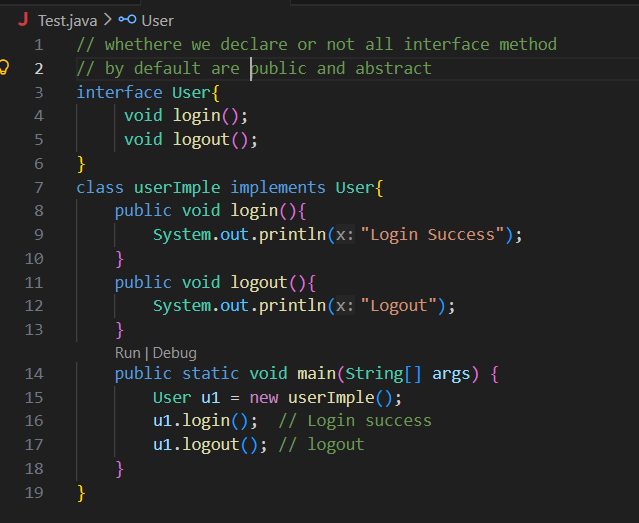 J Test.java > User
1 // whethere we declare or not all interface method
2 // by default are public and abstract
3 interface User{
4 void login();
5 void logout();
6 }
7 class userImple implements User{
8 public void login(){
9 System.out.println(x: "Login Success");
10 }
11 public void logout(){
12 System.out.println(x: "Logout");
13 }
Run | Debug
14 public static void main(String[] args) {
15 User u1 = new userImple();
16 u1.login();  // Login success
17 u1.logout(); // logout
18 }
19 }